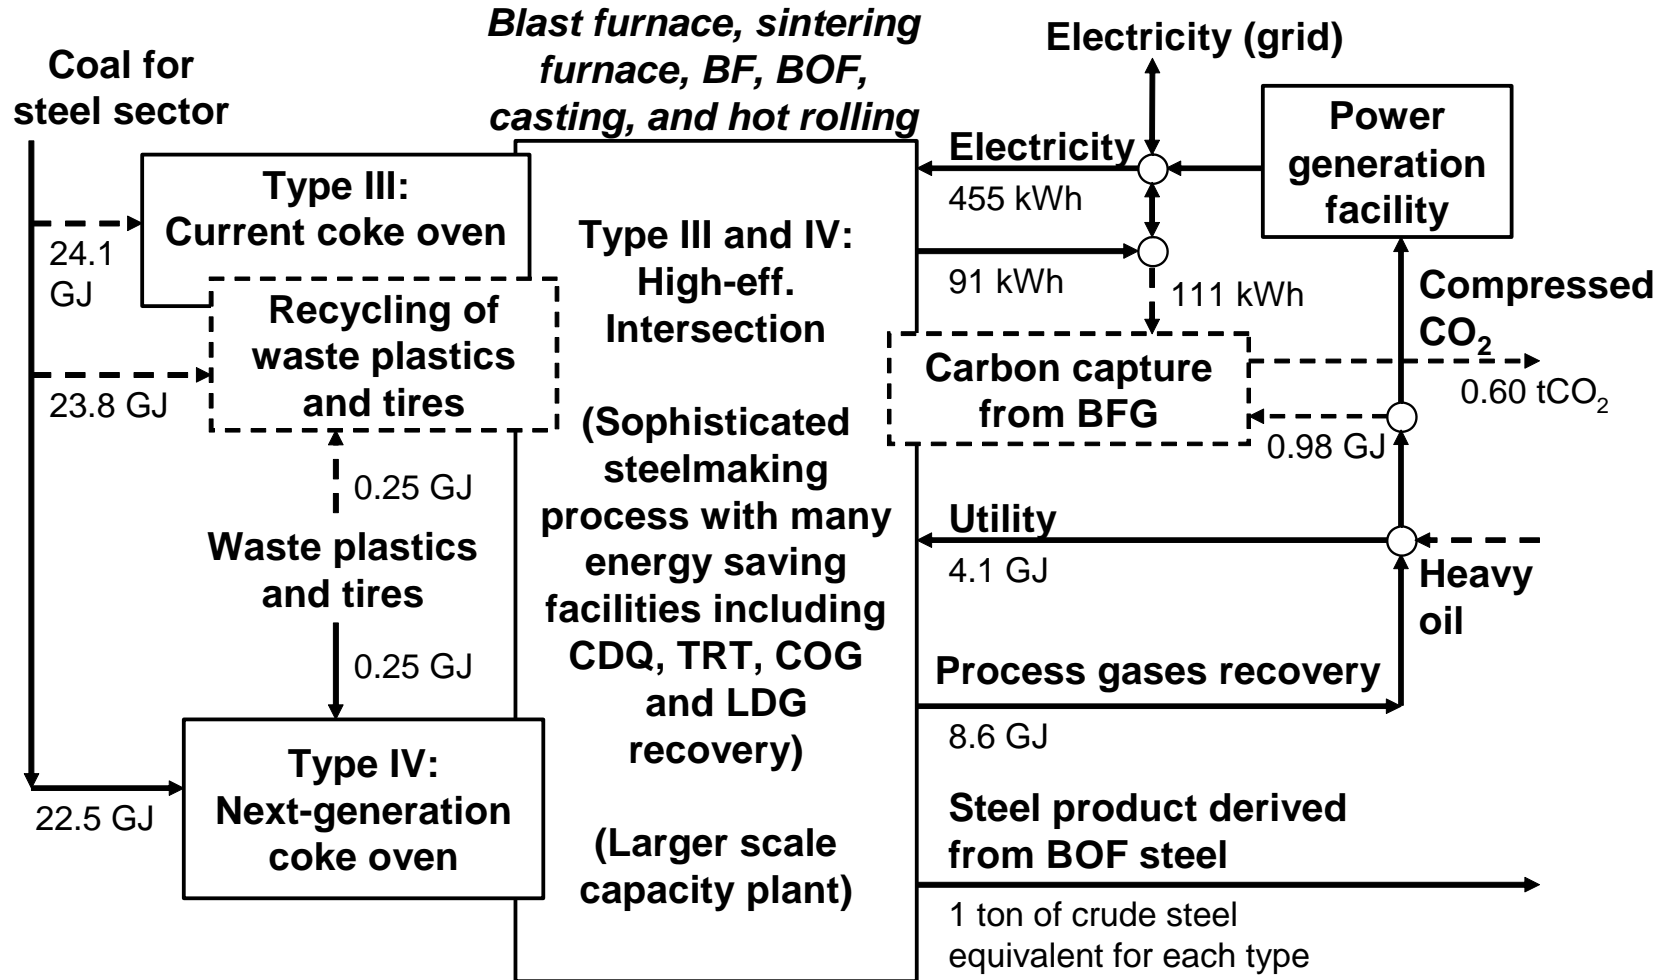 Blast furnace, sintering
furnace, BF, BOF,
casting, and hot rolling
Coal for
steel sector
Electricity (grid)
Type III:
Current coke oven
24.1
GJ
Recycling of
waste plastics
and tires
23.8 GJ
0.25 GJ
Waste plastics
and tires
0.25 GJ
Type IV:
Next-generation
coke oven
22.5 GJ
Type III and IV:
High-eff.
Intersection
(Sophisticated
steelmaking
process with many
energy saving
facilities including
CDQ, TRT, COG
and LDG
recovery)
(Larger scale
capacity plant)
Electricity
455 kWh
91 kWh
111 kWh
Power
generation
facility
Compressed
CO2
0.60 tCO2
Carbon capture
from BFG
0.98 GJ
Utility
4.1 GJ
Heavy
oil
Process gases recovery
8.6 GJ
Steel product derived
from BOF steel
1 ton of crude steel
equivalent for each type